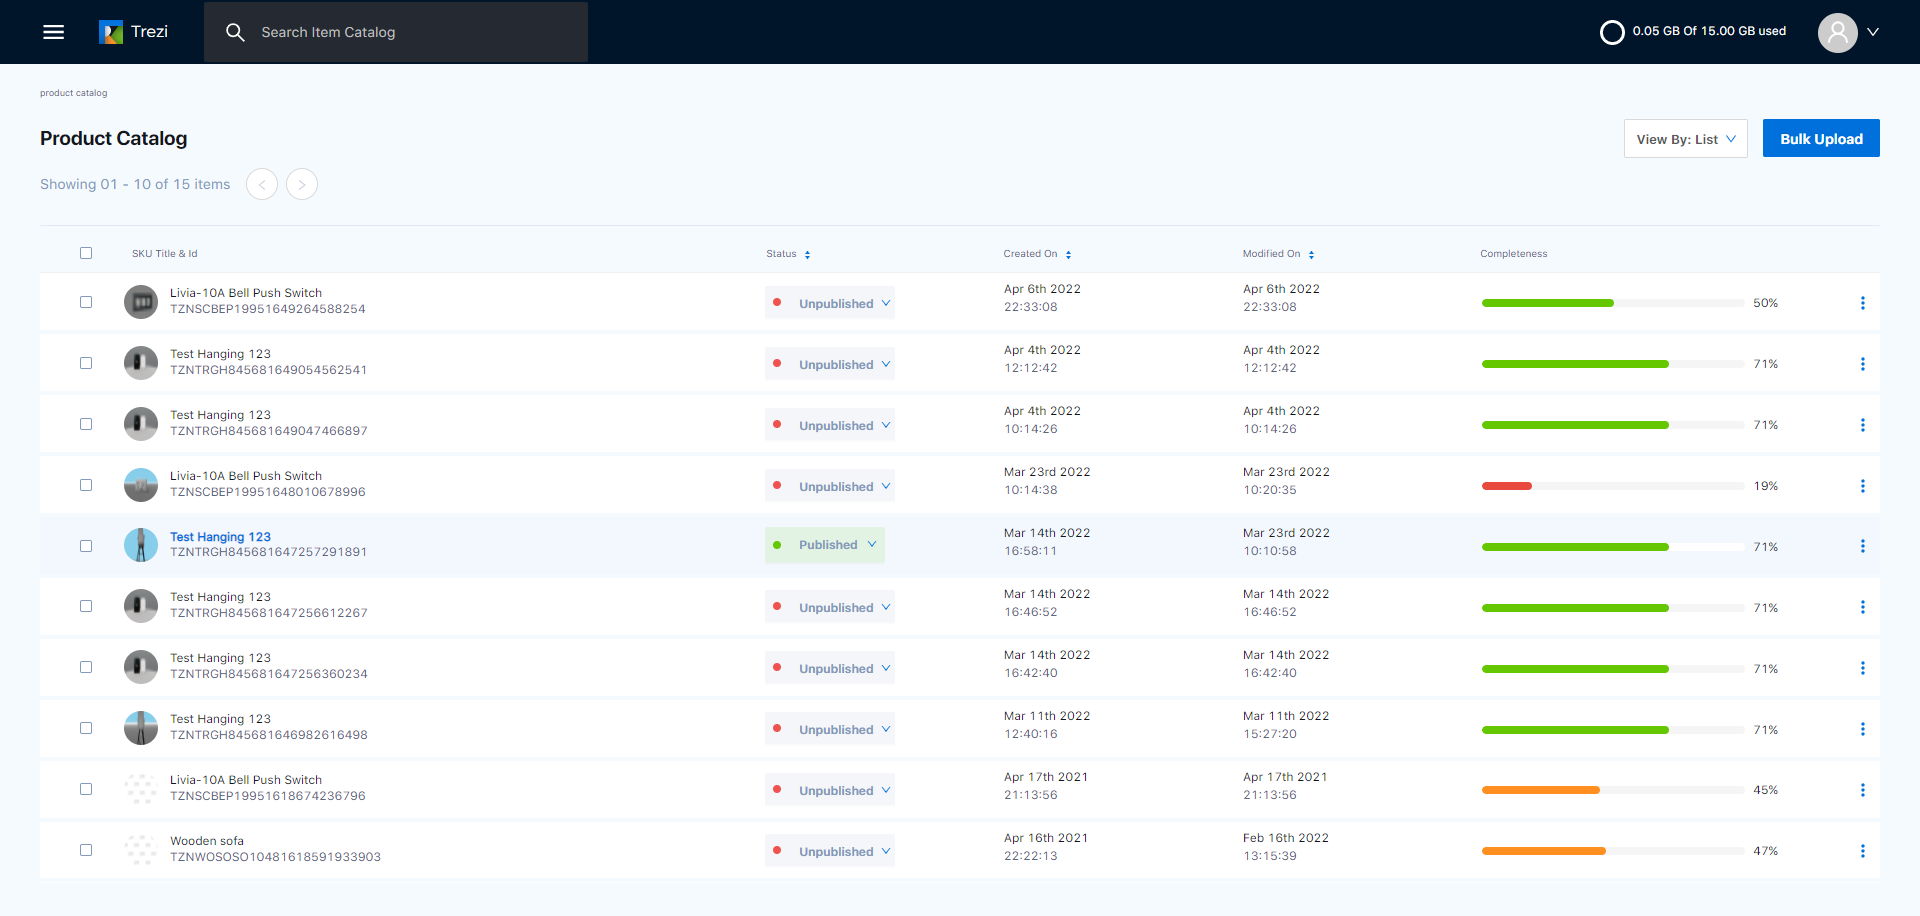 Trezi
Search Item Catalog
0.05 GB Of 15.00 GB used
product catalog
Product Catalog
View By: List
Bulk Upload
Showing 01 - 10 of 15 items
SKU Title & Id Status Created On Modified On Completeness
Livia-10A Bell Push Switch
TZNSCBEP19951649264588254
Unpublished
Apr 6th 2022
22:33:08
Apr 6th 2022
22:33:08
50%
Test Hanging 123
TZNTRGH845681649054562541
Unpublished
Apr 4th 2022
12:12:42
Apr 4th 2022
12:12:42
71%
Test Hanging 123
TZNTRGH845681649047466897
Unpublished
Apr 4th 2022
10:14:26
Apr 4th 2022
10:14:26
71%
Livia-10A Bell Push Switch
TZNSCBEP19951648010678996
Unpublished
Mar 23rd 2022
10:14:38
Mar 23rd 2022
10:20:35
19%
Test Hanging 123
TZNTRGH845681647257291891
Published
Mar 14th 2022
16:58:11
Mar 23rd 2022
10:10:58
71%
Test Hanging 123
TZNTRGH845681647256612267
Unpublished
Mar 14th 2022
16:46:52
Mar 14th 2022
16:46:52
71%
Test Hanging 123
TZNTRGH845681647256360234
Unpublished
Mar 14th 2022
16:42:40
Mar 14th 2022
16:42:40
71%
Test Hanging 123
TZNTRGH845681646982616498
Unpublished
Mar 11th 2022
12:40:16
Mar 11th 2022
15:27:20
71%
Livia-10A Bell Push Switch
TZNSCBEP19951618674236796
Unpublished
Apr 17th 2021
21:13:56
Apr 17th 2021
21:13:56
45%
Wooden sofa
TZNWOSOSO10481618591933903
Unpublished
Apr 16th 2021
22:22:13
Feb 16th 2022
13:15:39
47%